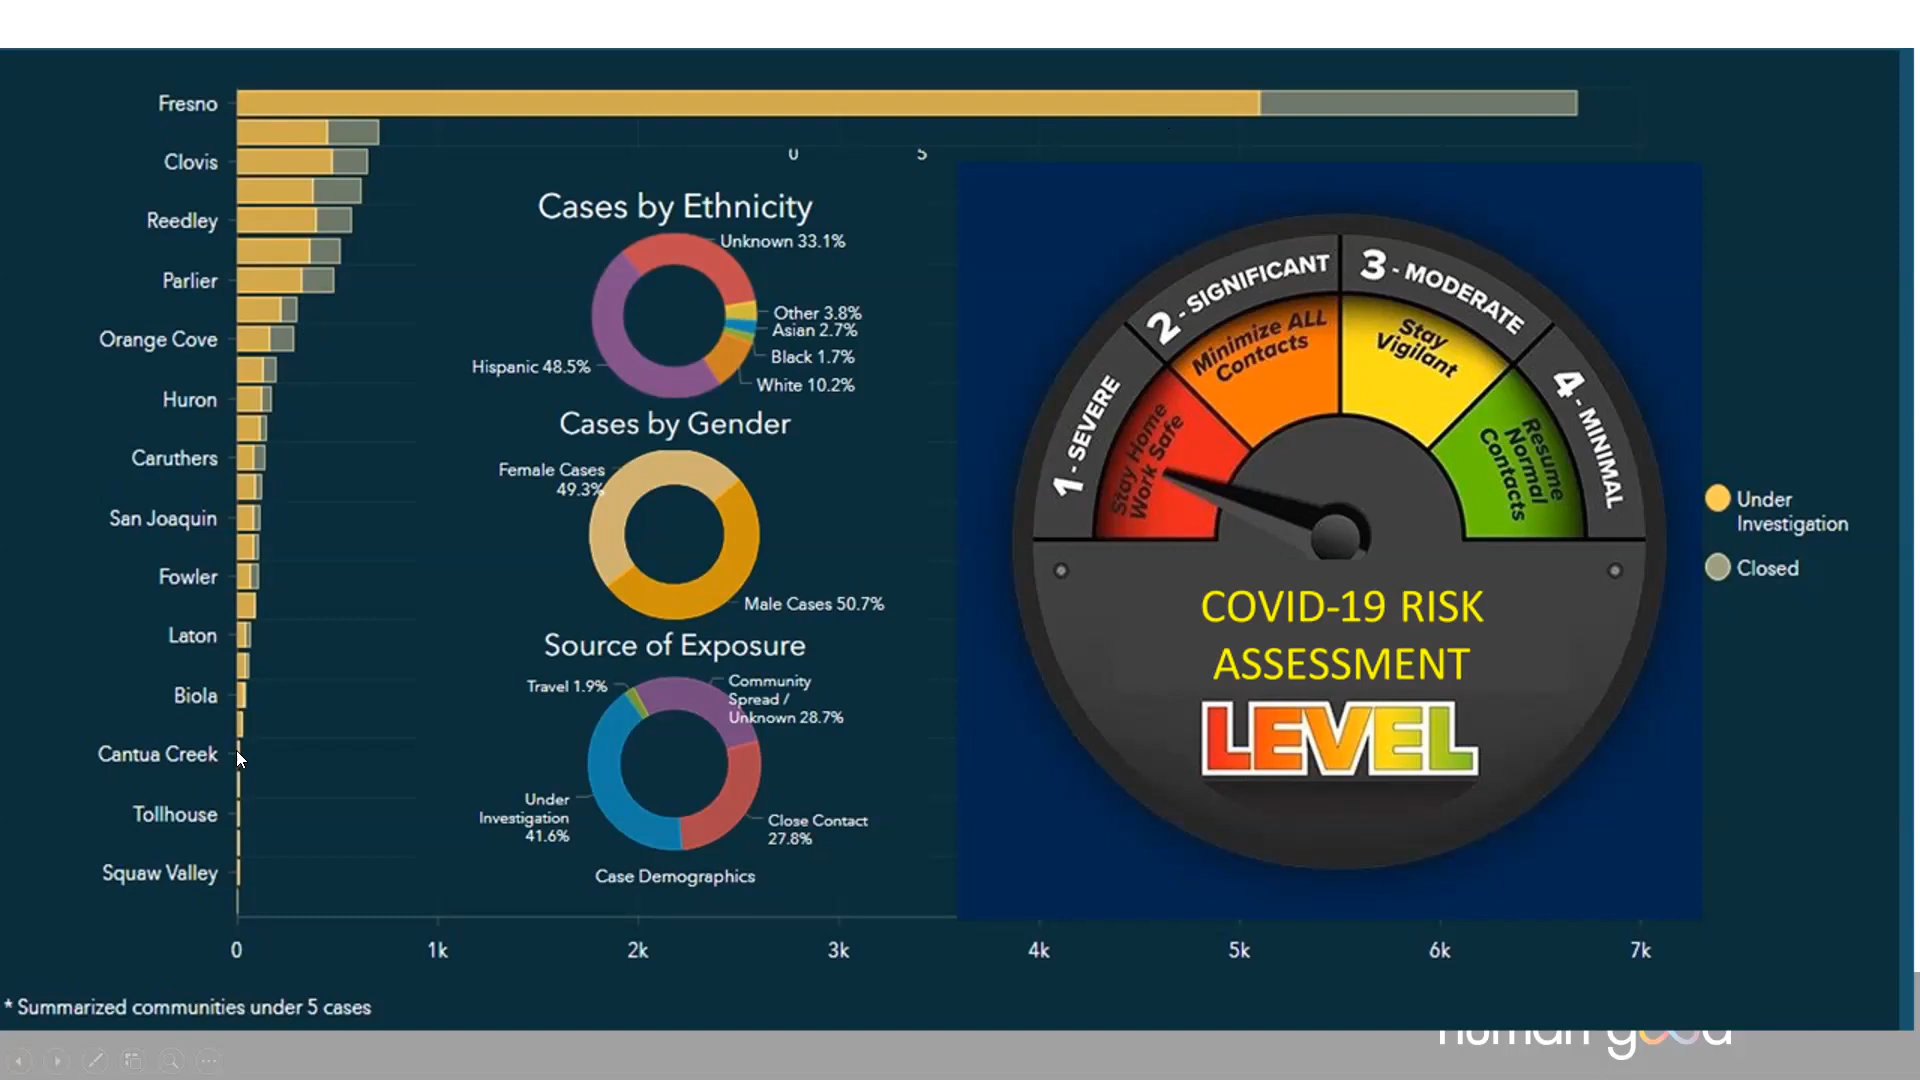 Fresno
Clovis
Reedley
Parlier
Orange Cove
Huron
Caruthers
San Joaquin
Fowler
Laton
Biola
Cantua Creek
Tollhouse
Squaw Valley
0
1k
2k
3k
4k
5k
6k
7k
* Summarized communities under 5 cases
0
5
Cases by Ethnicity
Unknown 33.1%
Other 3.8%
Asian 2.7%
Black 1.7%
White 10.2%
Hispanic 48.5%
Cases by Gender
Female Cases
49.3%
Male Cases 50.7%
Source of Exposure
Travel 1.9%
Community
Spread /
Unknown 28.7%
Under
Investigation
41.6%
Close Contact
27.8%
Case Demographics
1 - SEVERE
2 - SIGNIFICANT
3 - MODERATE
4 - MINIMAL
Stay Home
Work Safe
Minimize ALL
Contacts
Stay
Vigilant
Resume
Normal
Contacts
COVID-19 RISK
ASSESSMENT
LEVEL
Under
Investigation
Closed
human good